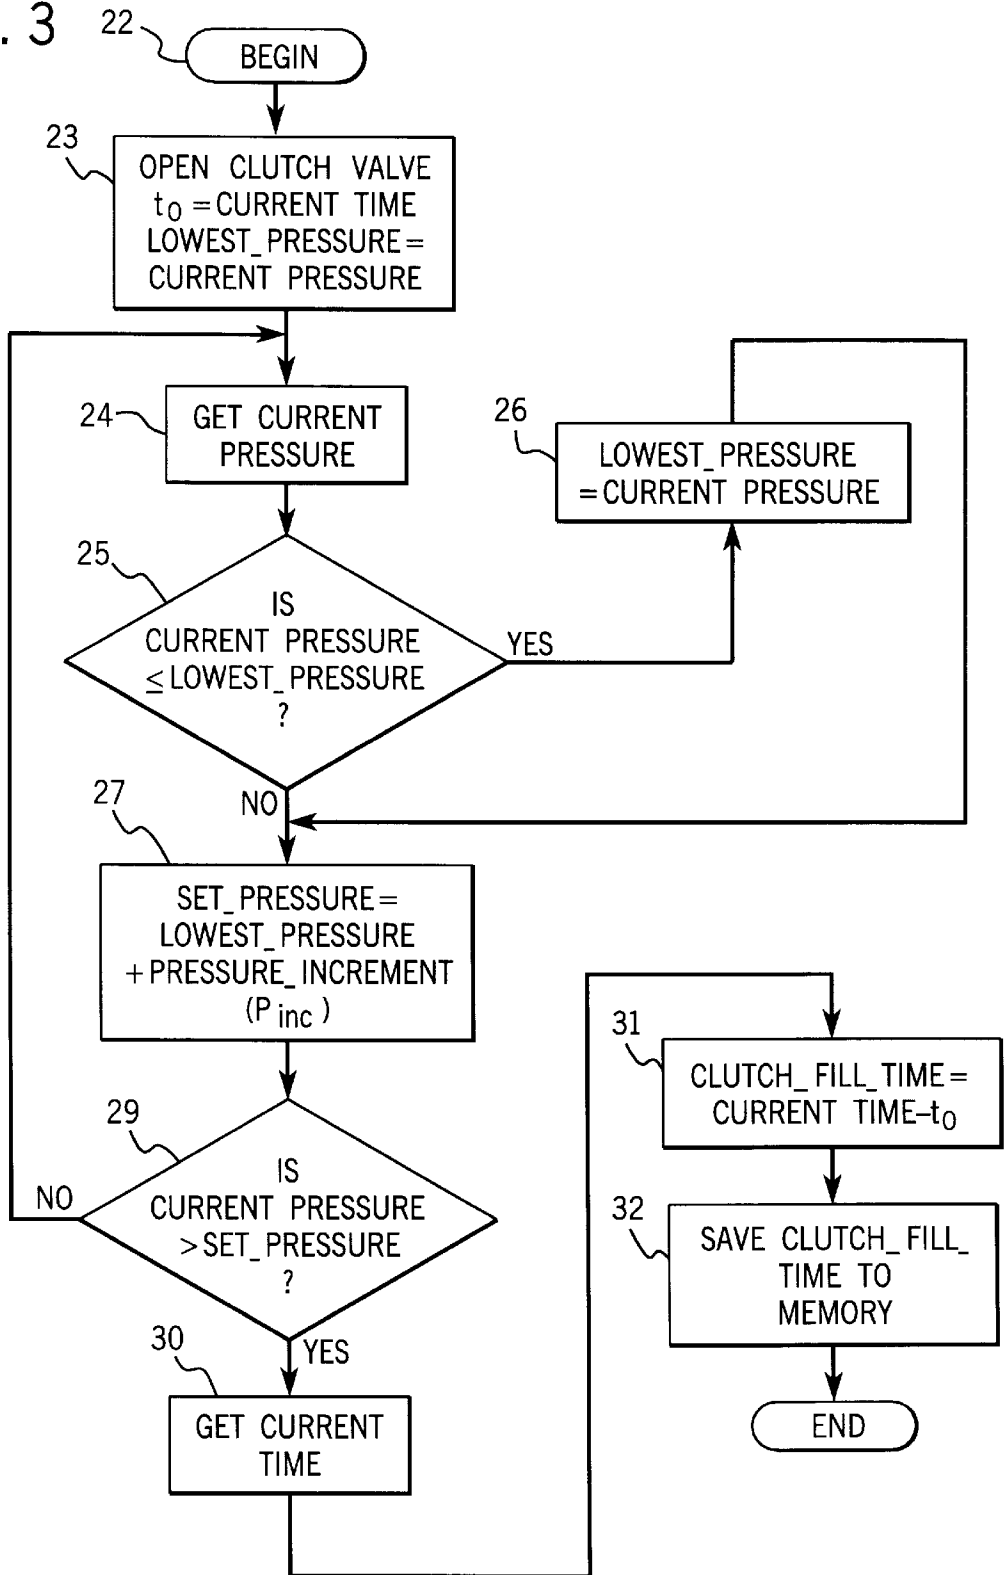 . 3
22
BEGIN
23
OPEN CLUTCH VALVE
t0 = CURRENT TIME
LOWEST_PRESSURE =
CURRENT PRESSURE
24
GET CURRENT
PRESSURE
26
LOWEST_PRESSURE
= CURRENT PRESSURE
25
IS
CURRENT PRESSURE
≤ LOWEST_PRESSURE
?
YES
NO
27
SET_PRESSURE =
LOWEST_PRESSURE
+ PRESSURE_INCREMENT
(P inc )
29
IS
CURRENT PRESSURE
> SET_PRESSURE
?
NO
YES
30
GET CURRENT
TIME
31
CLUTCH_FILL_TIME =
CURRENT TIME–t0
32
SAVE CLUTCH_FILL_
TIME TO
MEMORY
END